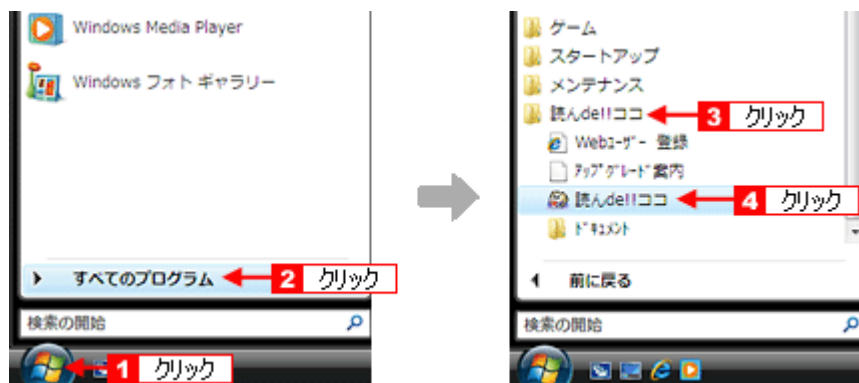 Windows Media Player
Windows フォト ギャラリー
すべてのプログラム
2 クリック
検索の開始
1 クリック
ゲーム
スタートアップ
メンテナンス
読んde!!ココ
3 クリック
Webﾕｰｻﾞｰ 登録
ｱｯﾌﾟｸﾞﾚｰﾄﾞ案内
読んde!!ココ
4 クリック
ﾄﾞｷｭﾒﾝﾄ
前に戻る
検索の開始